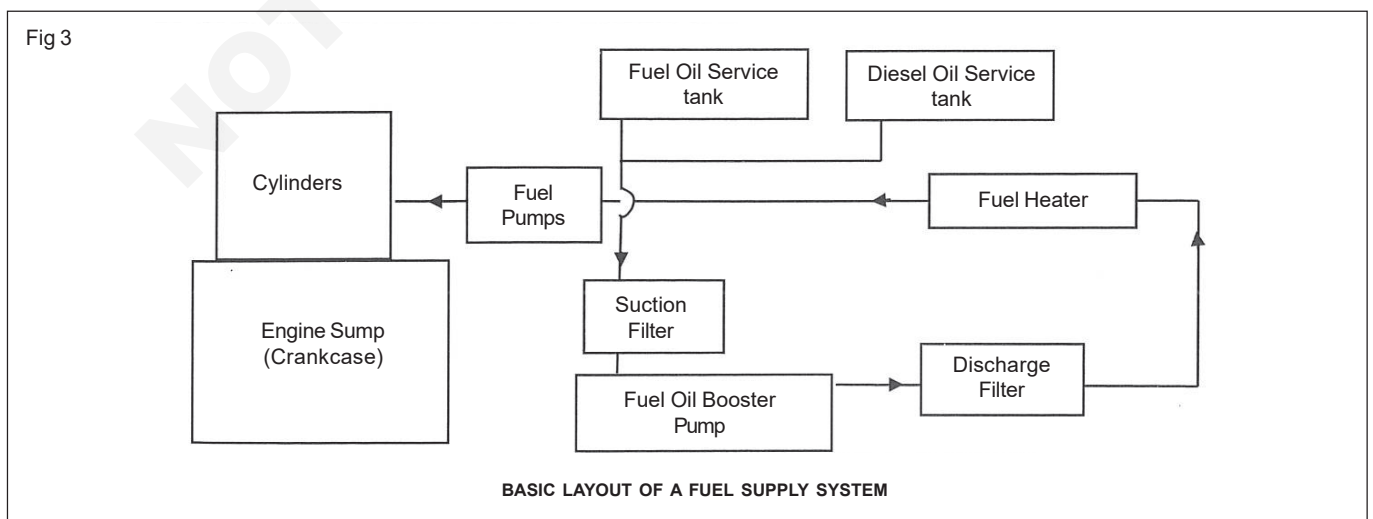 Fig 3
NOT
Fuel Oil Service
tank
Diesel Oil Service
tank
Cylinders
Fuel
Pumps
Fuel Heater
Suction
Filter
Engine Sump
(Crankcase)
Discharge
Filter
Fuel Oil Booster
Pump
BASIC LAYOUT OF A FUEL SUPPLY SYSTEM